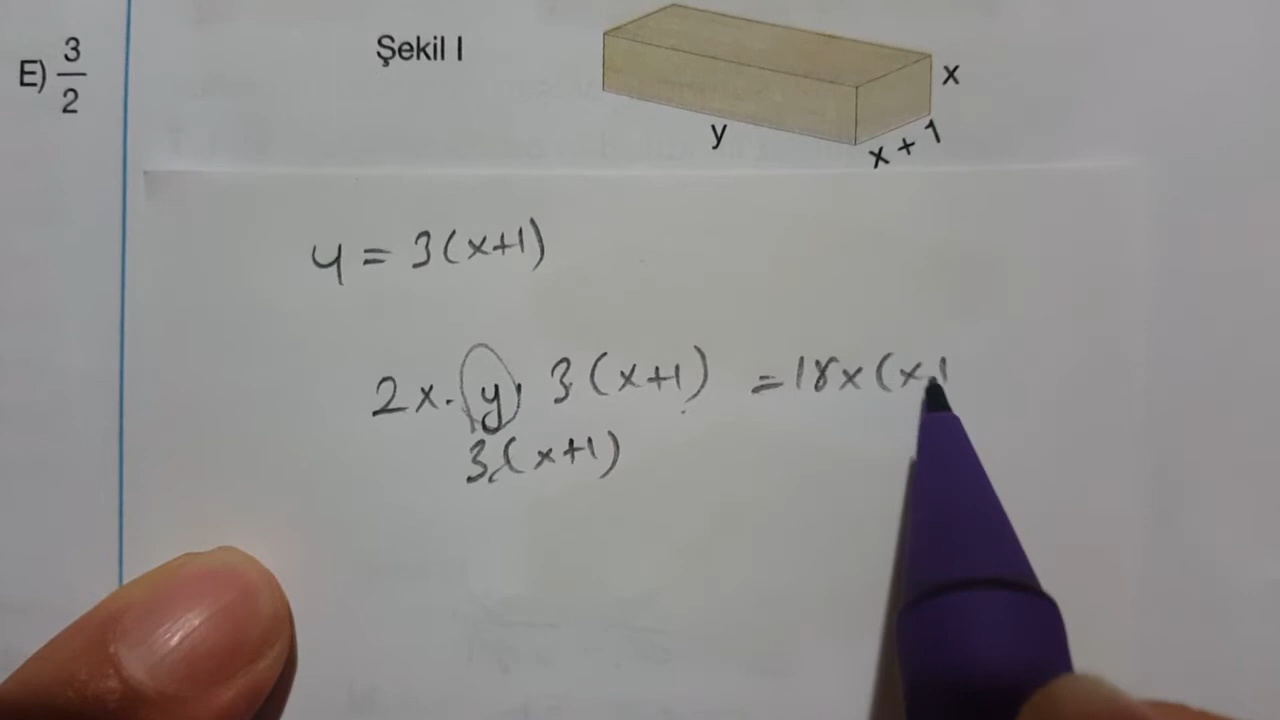 E) 3/2
Şekil I
x
y
x + 1
y = 3(x+1)
2x . y . 3(x+1) = 18x(x
3.(x+1)